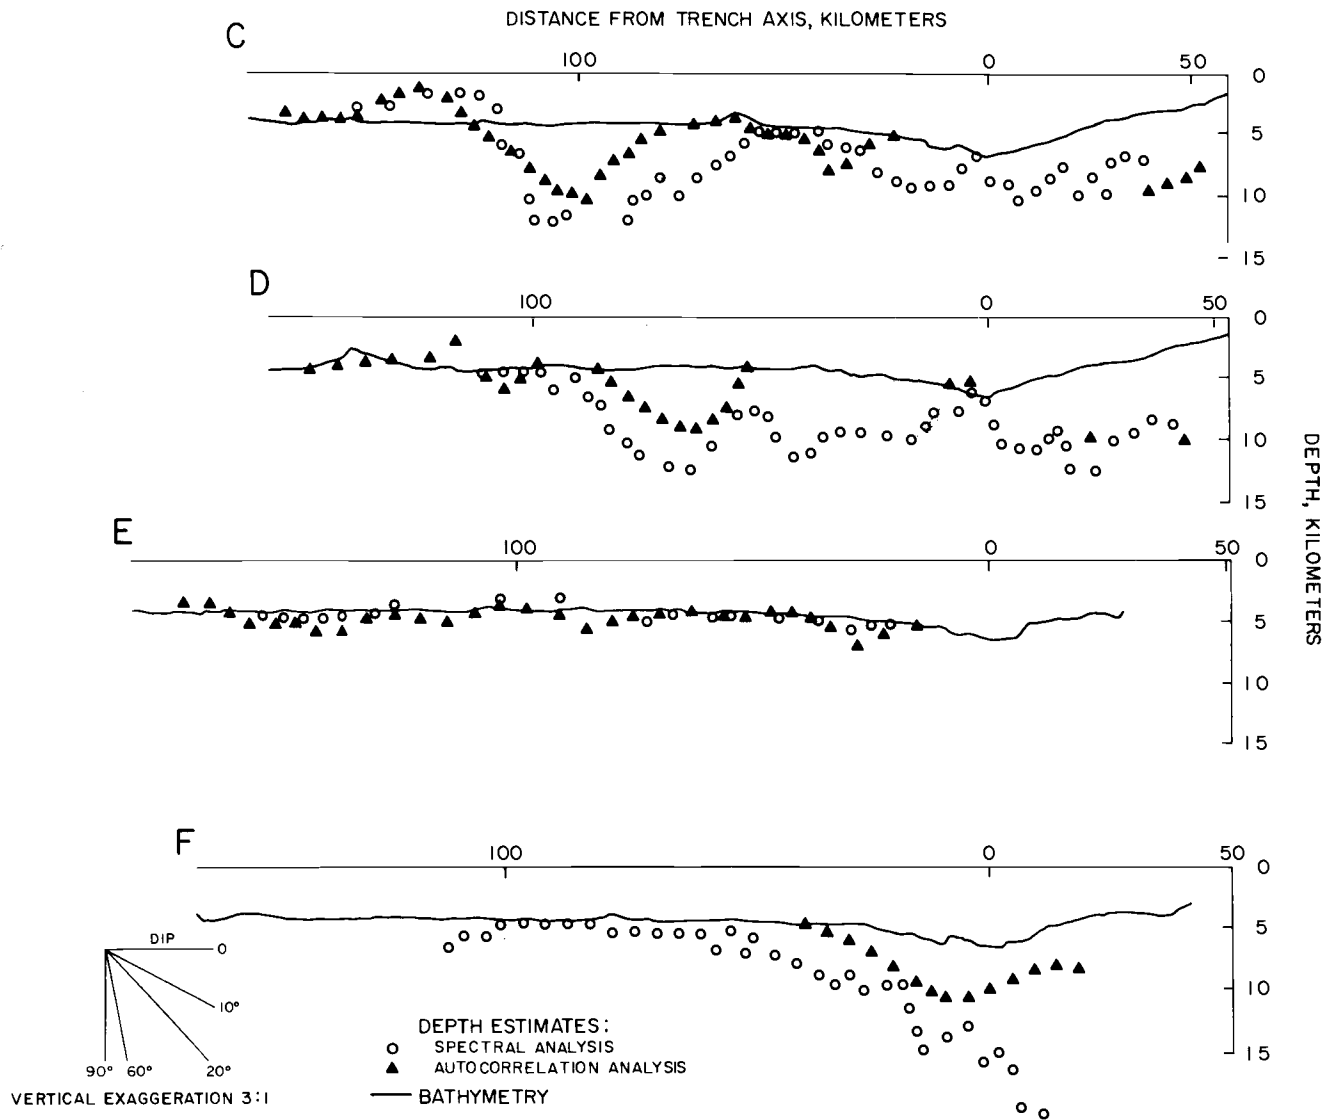 DISTANCE FROM TRENCH AXIS, KILOMETERS
C
100 0 50
0
5
10
15
D
100 0 50
0
5
10
15
DEPTH, KILOMETERS
E
100 0 50
0
5
10
15
F
100 0 50
0
5
10
15
DIP
0
10°
20°
60°
90°
VERTICAL EXAGGERATION 3:1
DEPTH ESTIMATES:
SPECTRAL ANALYSIS
AUTOCORRELATION ANALYSIS
BATHYMETRY